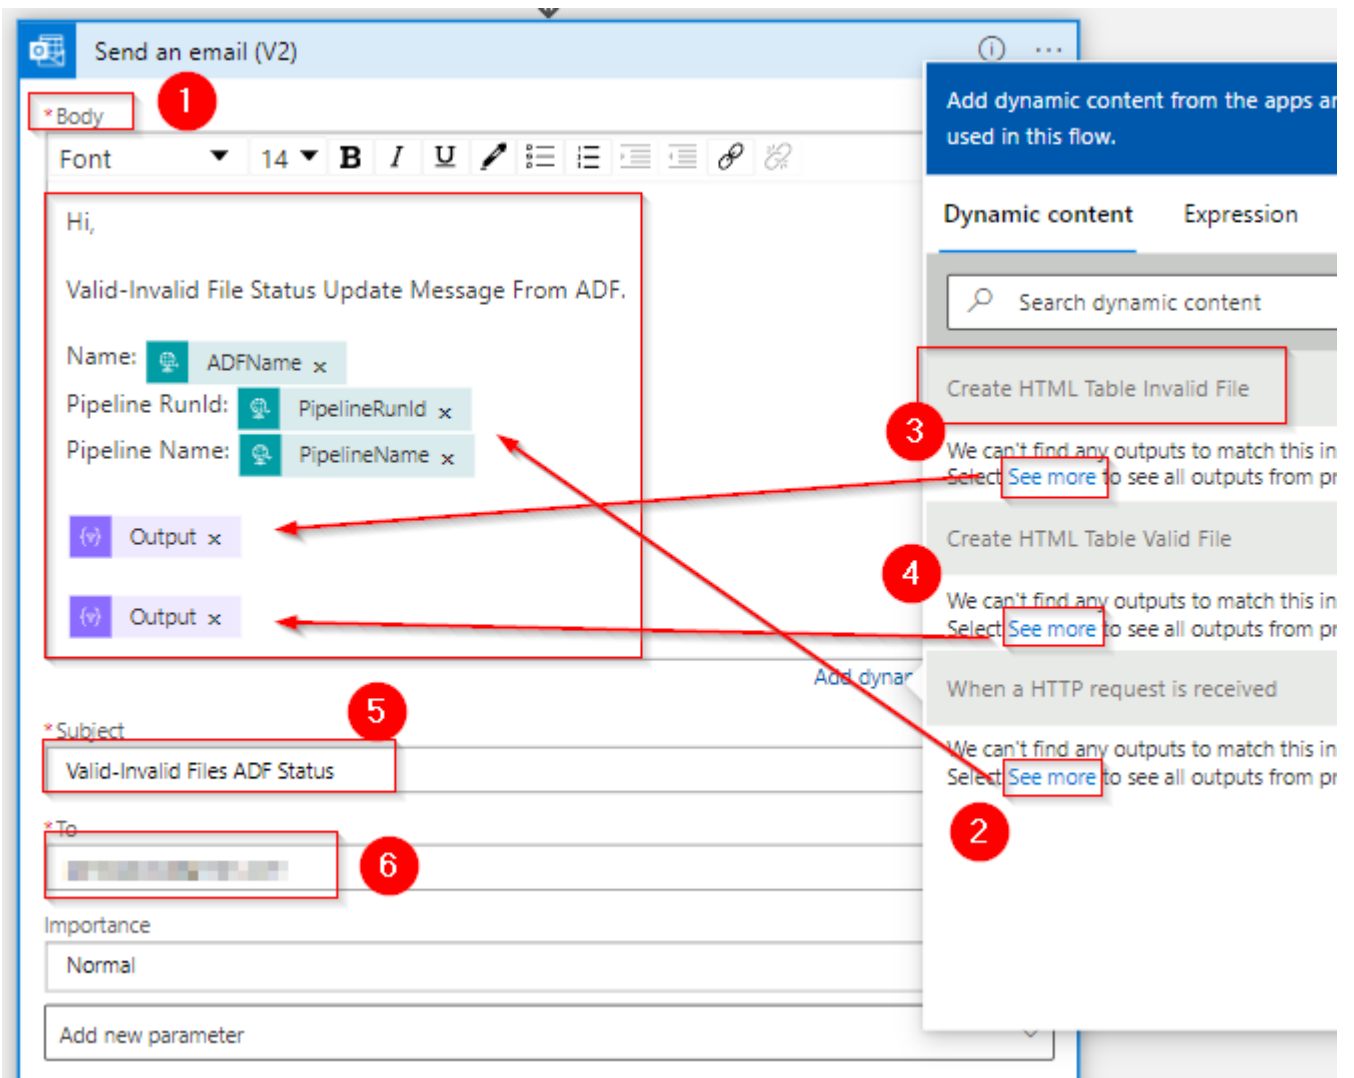 Send an email (V2)
1
* Body
Font 14 B I U
Hi,
Valid-Invalid File Status Update Message From ADF.
Name: ADFName x
Pipeline RunId: PipelineRunId x
Pipeline Name: PipelineName x
{v} Output x
{v} Output x
Add dynar
5
* Subject
Valid-Invalid Files ADF Status
* To
6
Importance
Normal
Add new parameter
Add dynamic content from the apps ar
used in this flow.
Dynamic content Expression
Search dynamic content
Create HTML Table Invalid File
3
We can't find any outputs to match this in
Select See more to see all outputs from pr
Create HTML Table Valid File
4
We can't find any outputs to match this in
Select See more to see all outputs from pr
When a HTTP request is received
We can't find any outputs to match this in
Select See more to see all outputs from pr
2